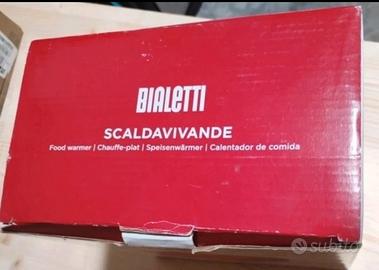 BIALETTI
SCALDAVIVANDE
Food warmer | Chauffe-plat | Speisenwärmer | Calentador de comida
subito